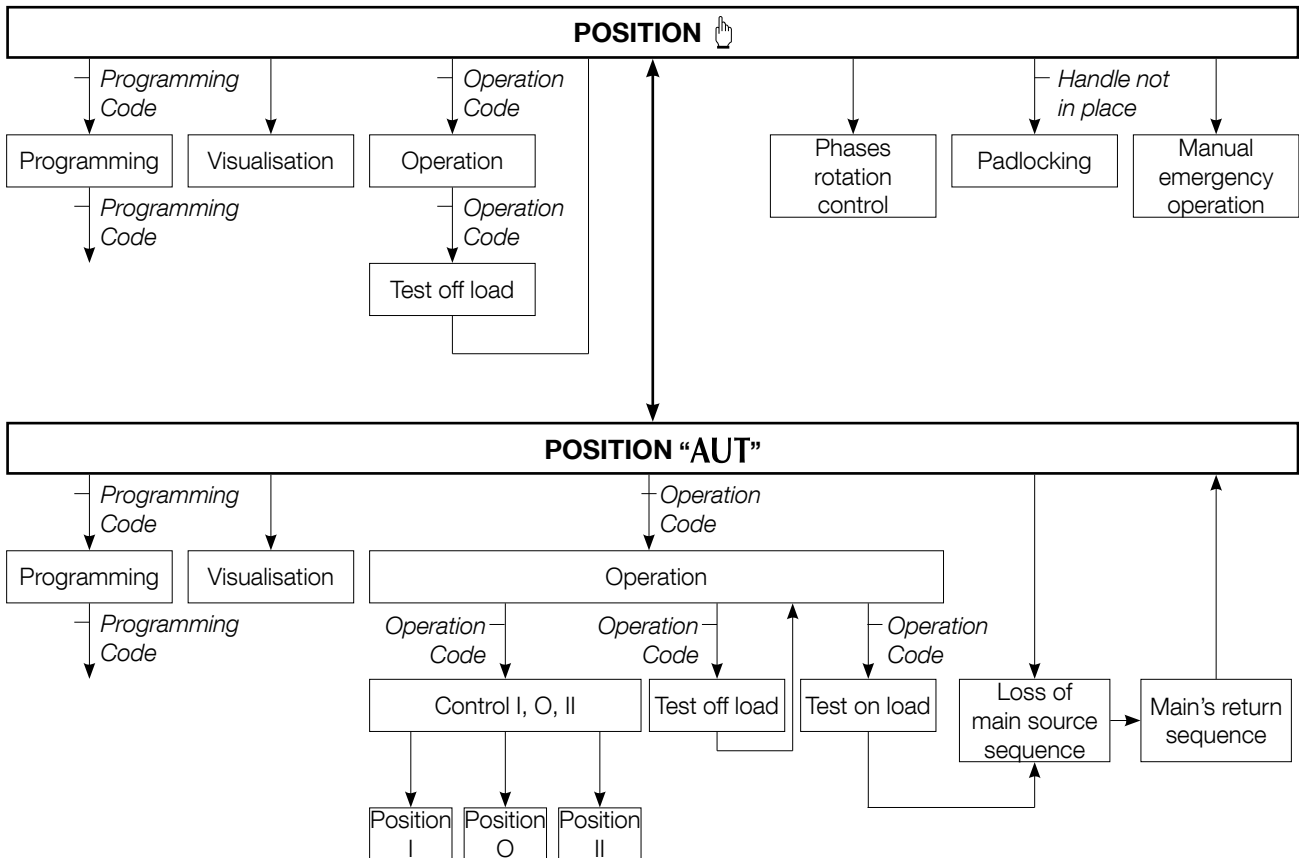 POSITION
Programming
Code
Operation
Code
Handle not
in place
Programming
Visualisation
Operation
Phases
rotation
control
Padlocking
Manual
emergency
operation
Programming
Code
Operation
Code
Test off load
POSITION “AUT”
Programming
Code
Operation
Code
Programming
Visualisation
Operation
Programming
Code
Operation
Code
Operation
Code
Operation
Code
Control I, O, II
Test off load
Test on load
Loss of
main source
sequence
Main’s return
sequence
Position
I
Position
O
Position
II